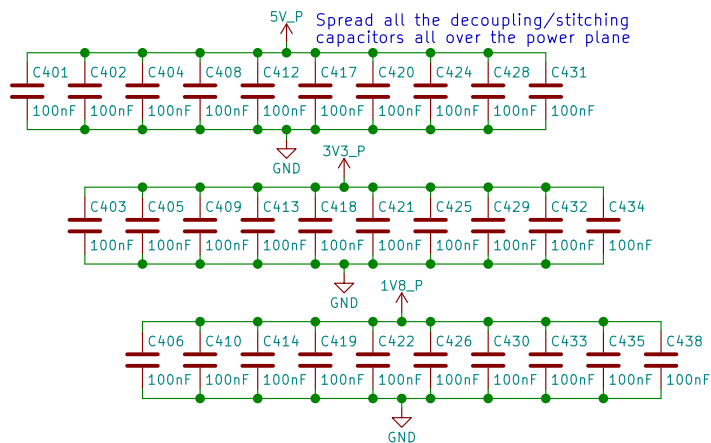 5V_P
Spread all the decoupling/stitching
capacitors all over the power plane
C401 C402 C404 C408 C412 C417 C420 C424 C428 C431
100nF 100nF 100nF 100nF 100nF 100nF 100nF 100nF 100nF 100nF
GND
3V3_P
C403 C405 C409 C413 C418 C421 C425 C429 C432 C434
100nF 100nF 100nF 100nF 100nF 100nF 100nF 100nF 100nF 100nF
GND
1V8_P
C406 C410 C414 C419 C422 C426 C430 C433 C435 C438
100nF 100nF 100nF 100nF 100nF 100nF 100nF 100nF 100nF 100nF
GND